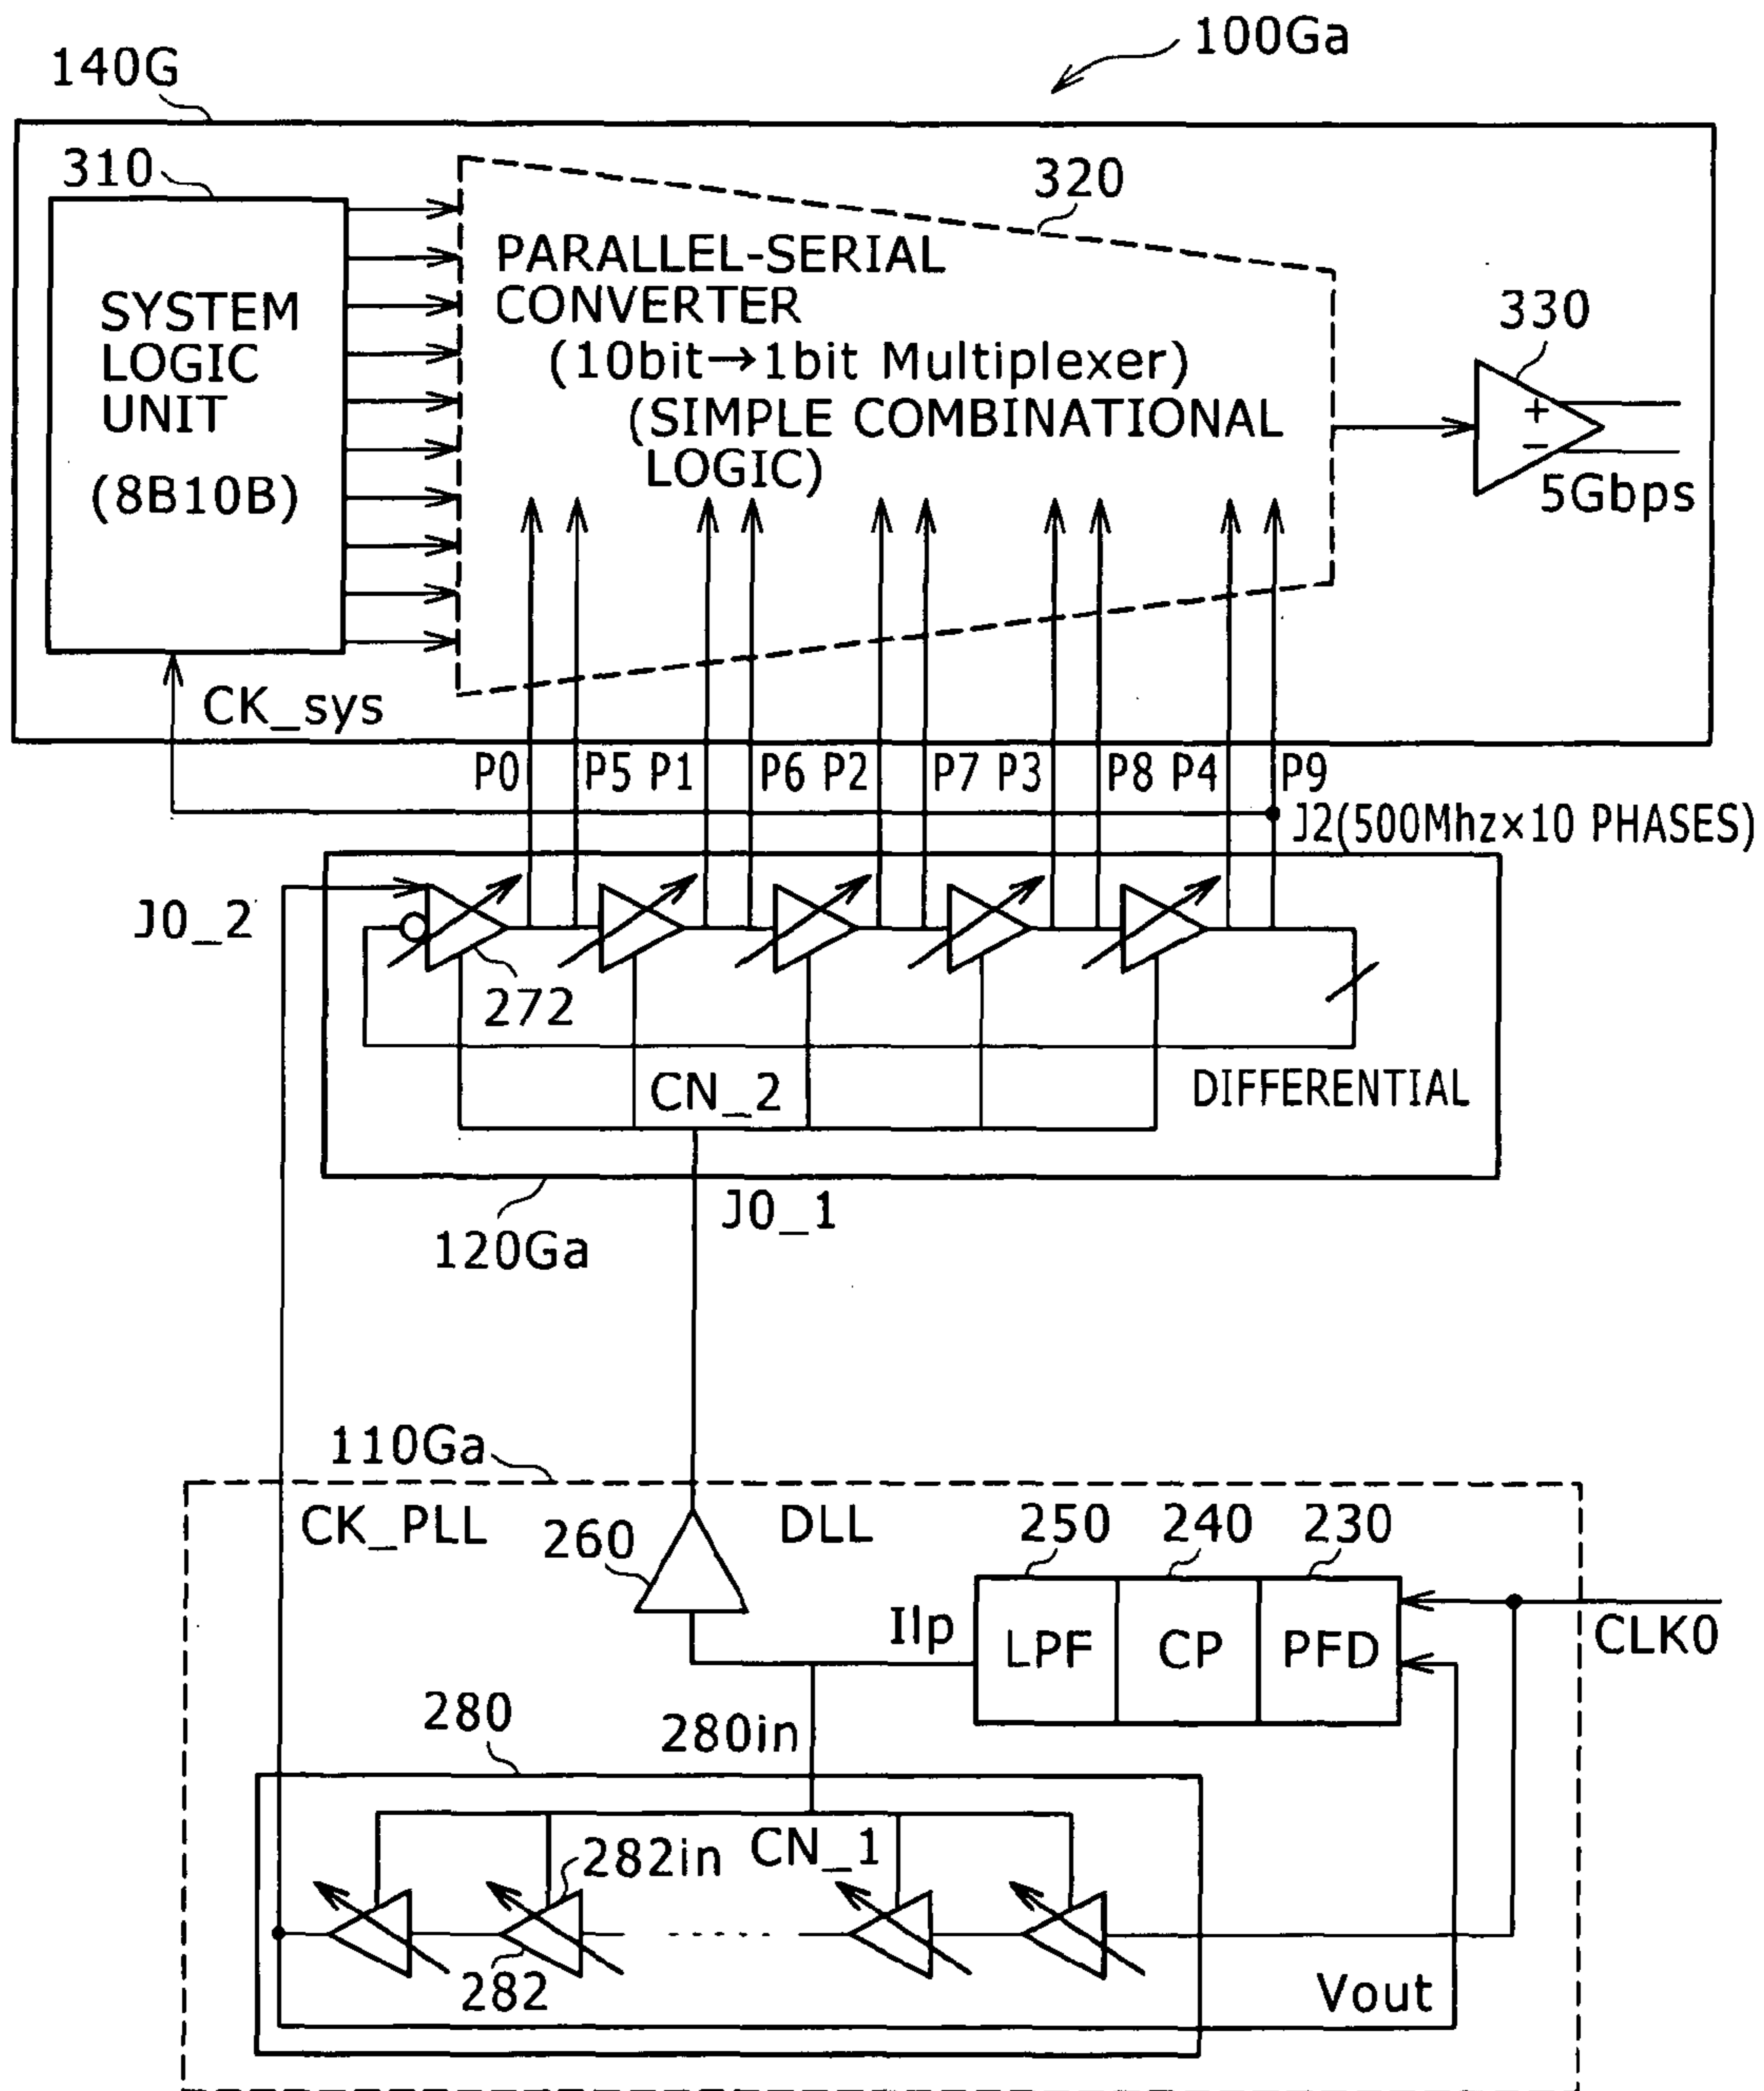 100Ga
140G
310
320
SYSTEM
LOGIC
UNIT
(8B10B)
PARALLEL-SERIAL
CONVERTER
(10bit→1bit Multiplexer)
(SIMPLE COMBINATIONAL
LOGIC)
330
+
−
5Gbps
CK_sys
P0 P5 P1 P6 P2 P7 P3 P8 P4 P9
J2(500Mhz×10 PHASES)
J0_2
272
CN_2
DIFFERENTIAL
J0_1
120Ga
110Ga
CK_PLL
260
DLL
250 240 230
Ilp
LPF CP PFD
CLK0
280
280in
282in
CN_1
282
Vout